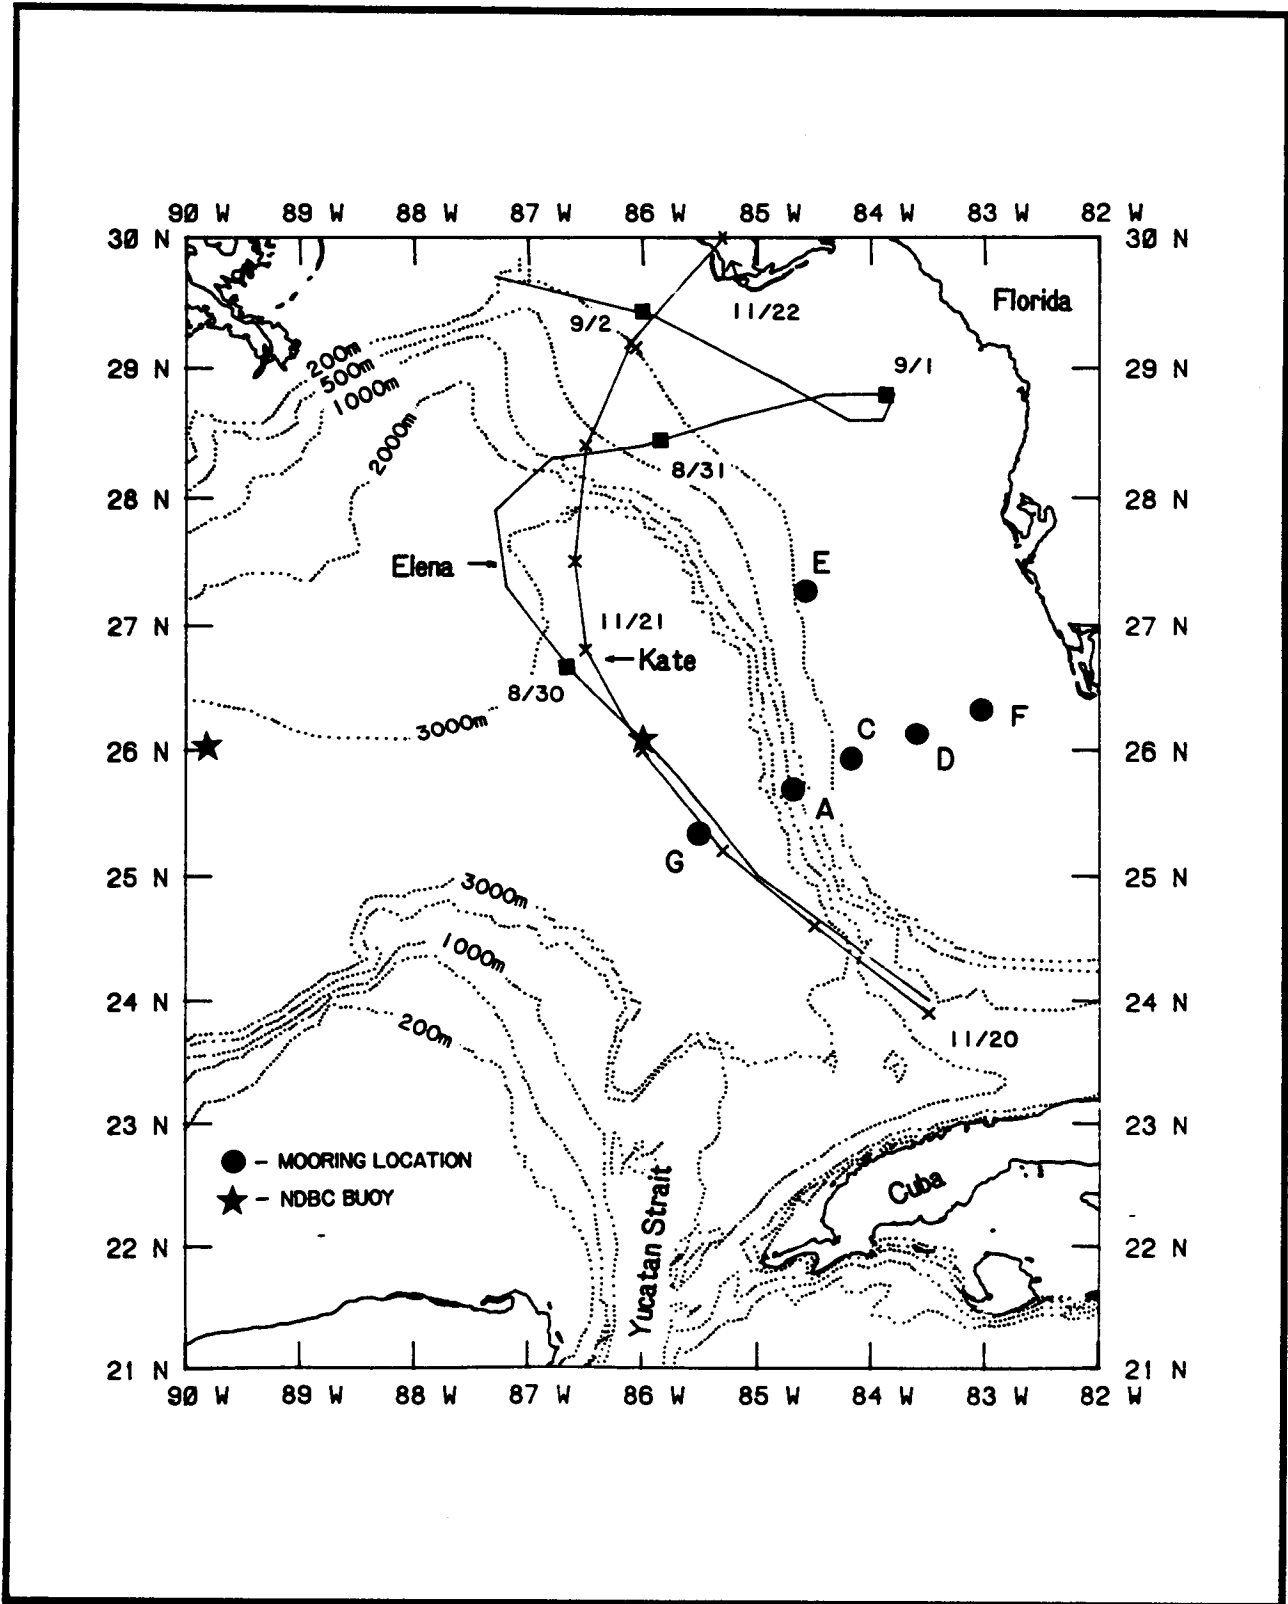 90 W 89 W 88 W 87 W 86 W 85 W 84 W 83 W 82 W
30 N 30 N
Florida
11/22
9/2
200m
9/1
29 N 29 N
500m
1000m
2000m
8/31
28 N 28 N
E
Elena
27 N 11/21 27 N
Kate
8/30
F
3000m
C
26 N D 26 N
A
G
25 N 25 N
3000m
1000m
24 N 24 N
200m
11/20
23 N 23 N
- MOORING LOCATION
Cuba
- NDBC BUOY
Yucatan Strait
22 N 22 N
21 N 21 N
90 W 89 W 88 W 87 W 86 W 85 W 84 W 83 W 82 W